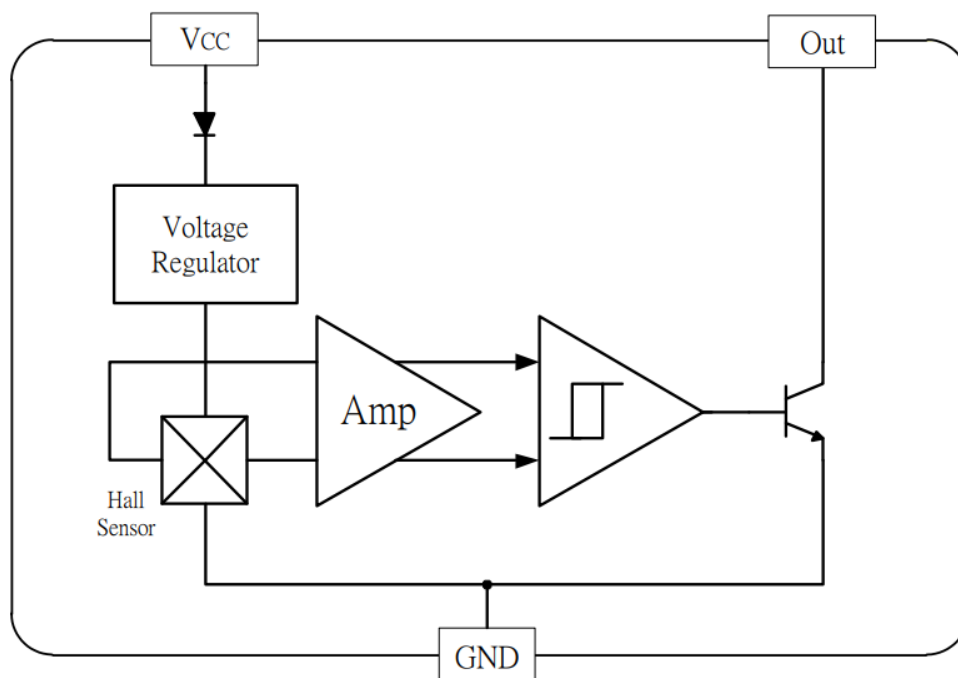 VCC
Out
Voltage
Regulator
Amp
Hall
Sensor
GND